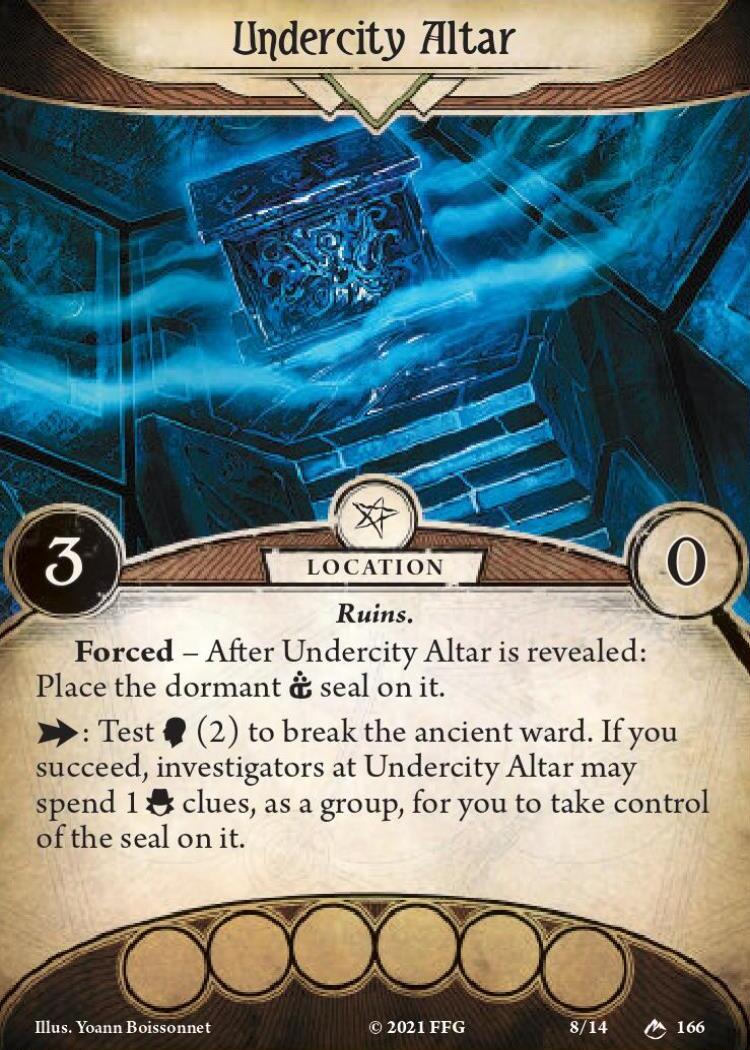 Undercity Altar
3
LOCATION
0
Ruins.
Forced – After Undercity Altar is revealed:
Place the dormant seal on it.
: Test (2) to break the ancient ward. If you
succeed, investigators at Undercity Altar may
spend 1 clues, as a group, for you to take control
of the seal on it.
Illus. Yoann Boissonnet © 2021 FFG 8/14 166